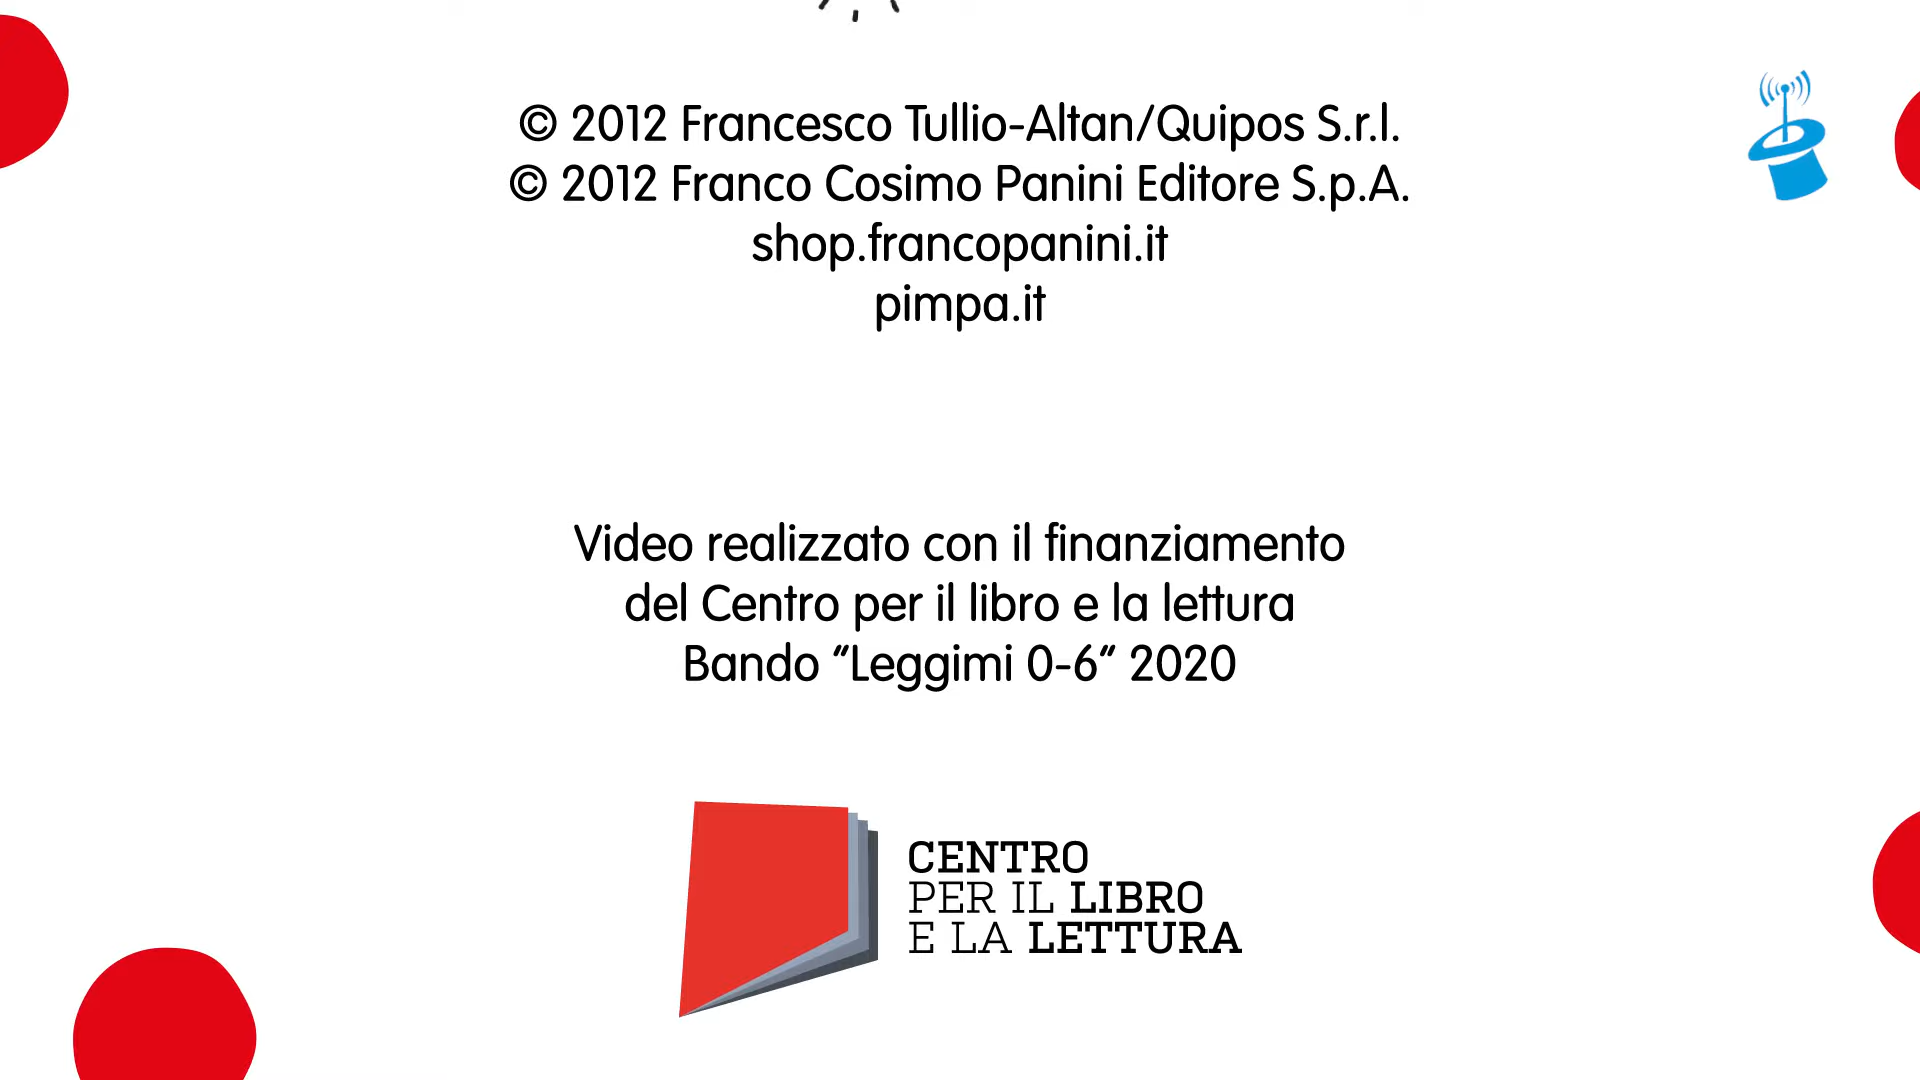 © 2012 Francesco Tullio-Altan/Quipos S.r.l.
© 2012 Franco Cosimo Panini Editore S.p.A.
shop.francopanini.it
pimpa.it
Video realizzato con il finanziamento
del Centro per il libro e la lettura
Bando “Leggimi 0-6” 2020
CENTRO
PER IL LIBRO
E LA LETTURA